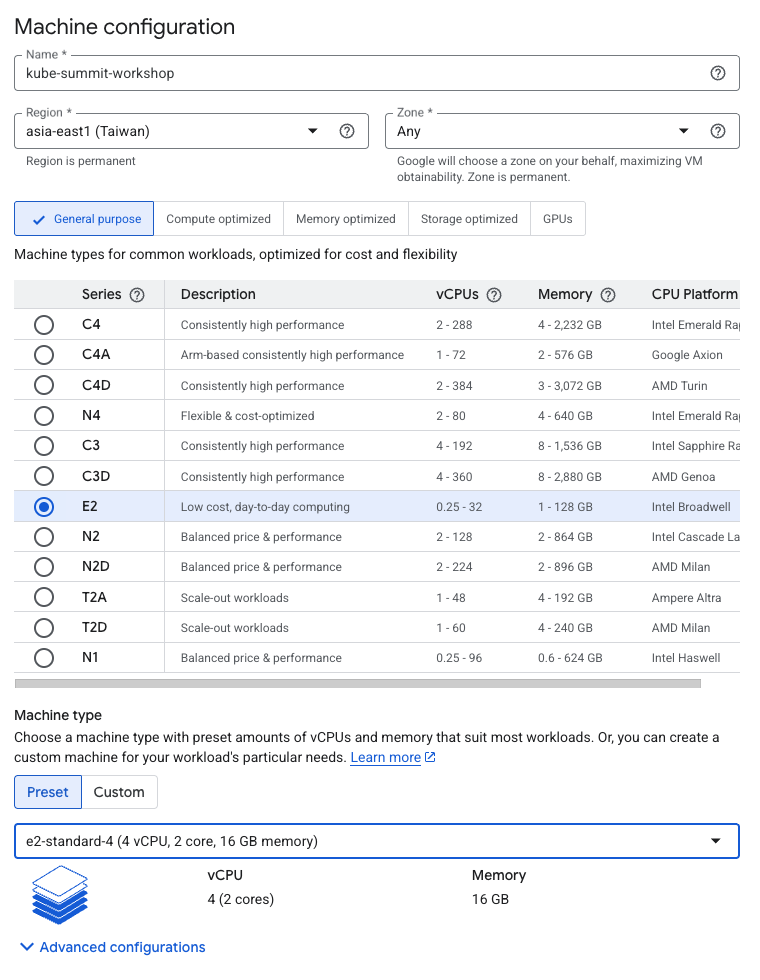 Machine configuration
Name *
kube-summit-workshop
Region *
asia-east1 (Taiwan)
Region is permanent
Zone *
Any
Google will choose a zone on your behalf, maximizing VM
obtainability. Zone is permanent.
General purpose
Compute optimized
Memory optimized
Storage optimized
GPUs
Machine types for common workloads, optimized for cost and flexibility
Series Description vCPUs Memory CPU Platform
C4 Consistently high performance 2 - 288 4 - 2,232 GB Intel Emerald Ra
C4A Arm-based consistently high performance 1 - 72 2 - 576 GB Google Axion
C4D Consistently high performance 2 - 384 3 - 3,072 GB AMD Turin
N4 Flexible & cost-optimized 2 - 80 4 - 640 GB Intel Emerald Ra
C3 Consistently high performance 4 - 192 8 - 1,536 GB Intel Sapphire Ra
C3D Consistently high performance 4 - 360 8 - 2,880 GB AMD Genoa
E2 Low cost, day-to-day computing 0.25 - 32 1 - 128 GB Intel Broadwell
N2 Balanced price & performance 2 - 128 2 - 864 GB Intel Cascade La
N2D Balanced price & performance 2 - 224 2 - 896 GB AMD Milan
T2A Scale-out workloads 1 - 48 4 - 192 GB Ampere Altra
T2D Scale-out workloads 1 - 60 4 - 240 GB AMD Milan
N1 Balanced price & performance 0.25 - 96 0.6 - 624 GB Intel Haswell
Machine type
Choose a machine type with preset amounts of vCPUs and memory that suit most workloads. Or, you can create a
custom machine for your workload's particular needs. Learn more
Preset
Custom
e2-standard-4 (4 vCPU, 2 core, 16 GB memory)
vCPU
4 (2 cores)
Memory
16 GB
Advanced configurations